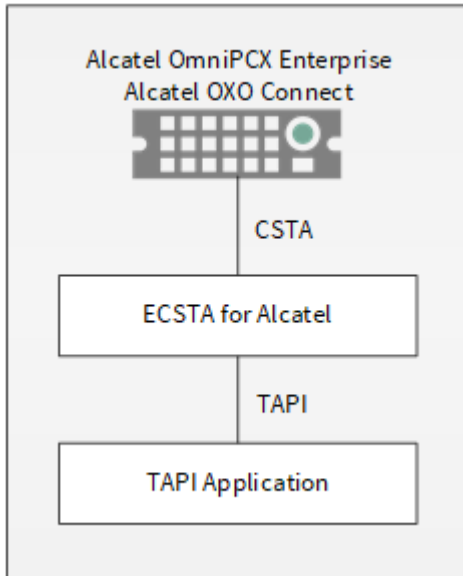 Alcatel OmniPCX Enterprise
Alcatel OXO Connect
CSTA
ECSTA for Alcatel
TAPI
TAPI Application